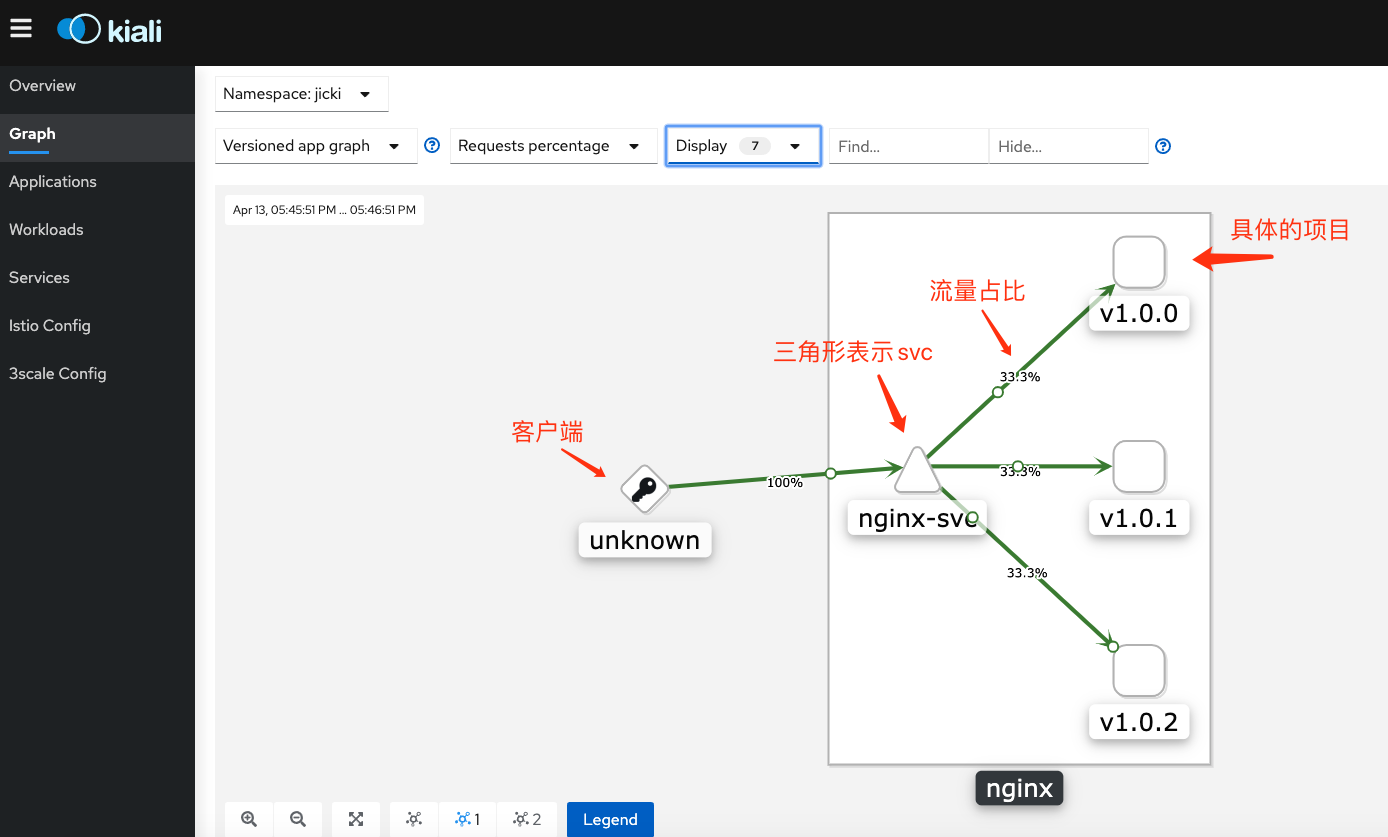 kiali
Overview
Graph
Applications
Workloads
Services
Istio Config
3scale Config
Namespace: jicki
Versioned app graph
Requests percentage
Display 7
Find...
Hide...
Apr 13, 05:45:51 PM ... 05:46:51 PM
具体的项目
流量占比
v1.0.0
三角形表示 svc
33.3%
客户端
100%
33.3%
nginx-svc
v1.0.1
unknown
33.3%
v1.0.2
nginx
1
2
Legend